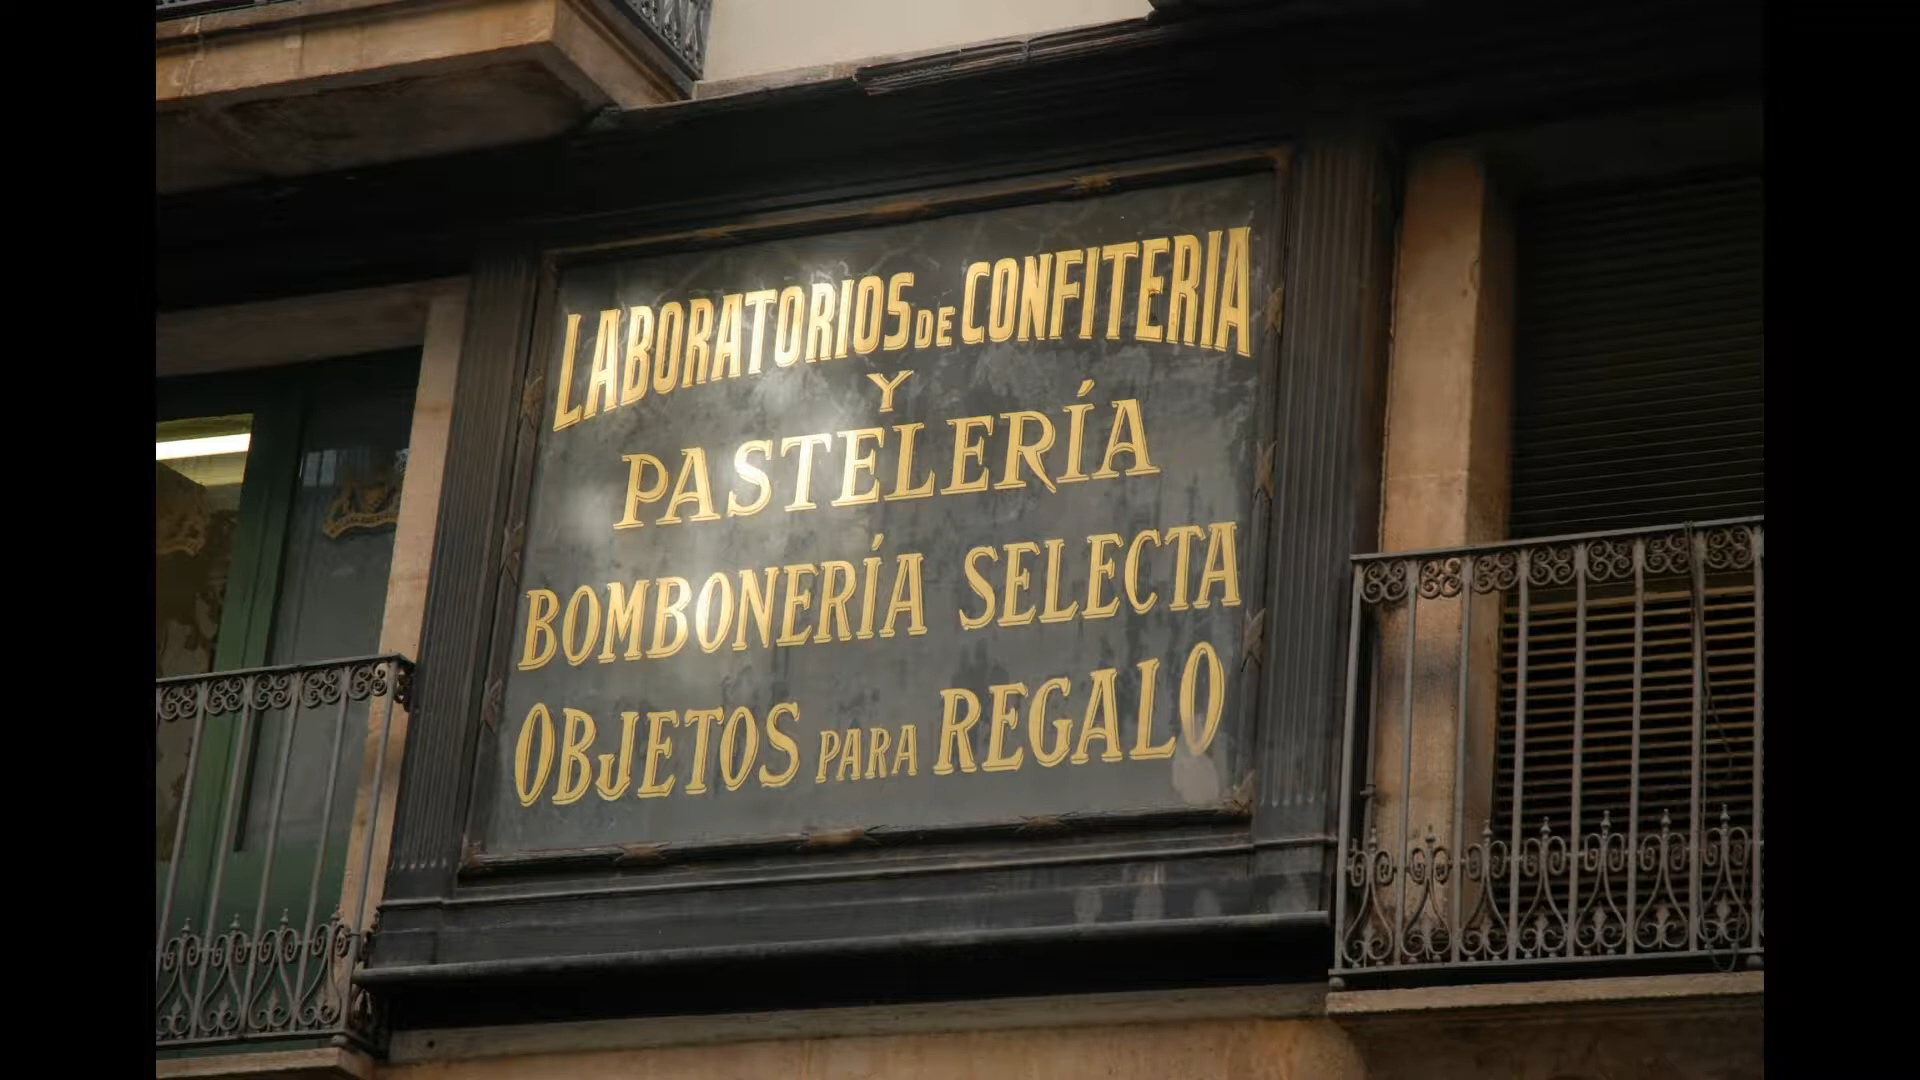 LABORATORIOS DE CONFITERIA
Y
PASTELERÍA
BOMBONERÍA SELECTA
OBJETOS PARA REGALO